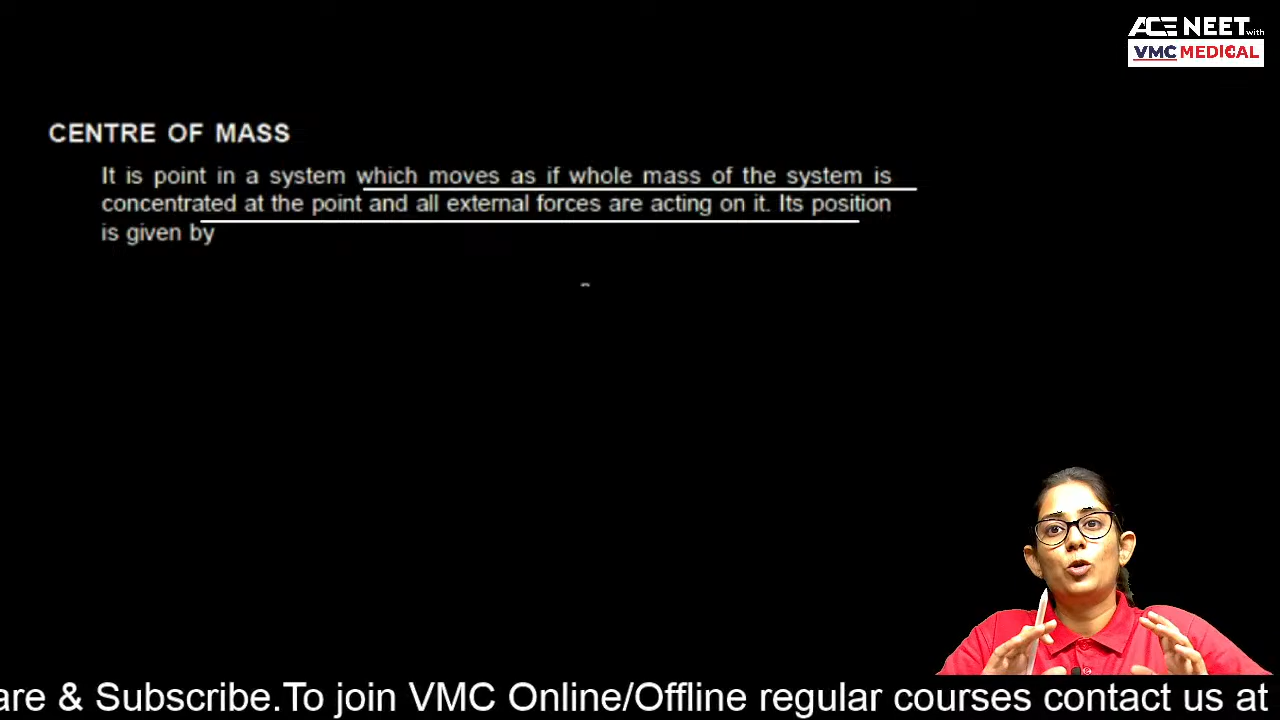 ACE NEET with
VMC MEDICAL
CENTRE OF MASS
It is point in a system which moves as if whole mass of the system is
concentrated at the point and all external forces are acting on it. Its position
is given by
are & Subscribe.To join VMC Online/Offline regular courses contact us at